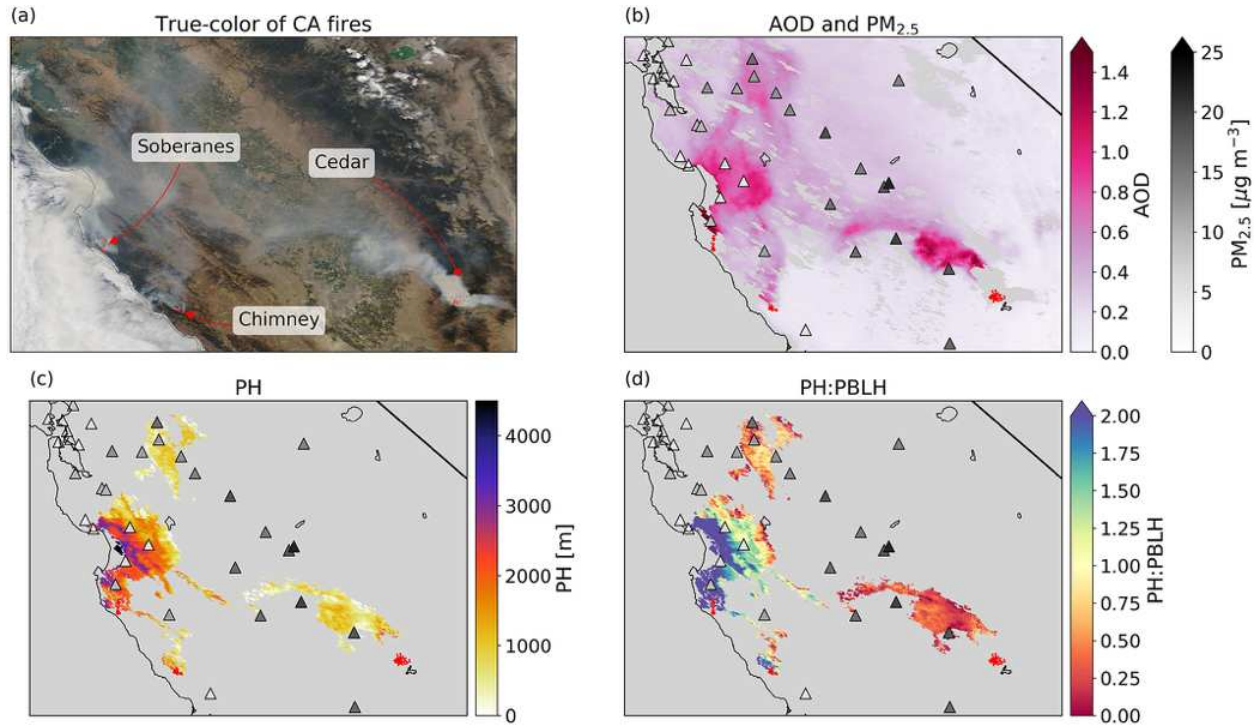 (a)
True-color of CA fires
Soberanes
Cedar
Chimney
(b)
AOD and PM2.5
1.4
1.2
1.0
0.8
0.6
0.4
0.2
0.0
AOD
25
20
15
10
5
0
PM2.5 [μg m−3]
(c)
PH
4000
3000
2000
1000
0
PH [m]
(d)
PH:PBLH
2.00
1.75
1.50
1.25
1.00
0.75
0.50
0.25
0.00
PH:PBLH